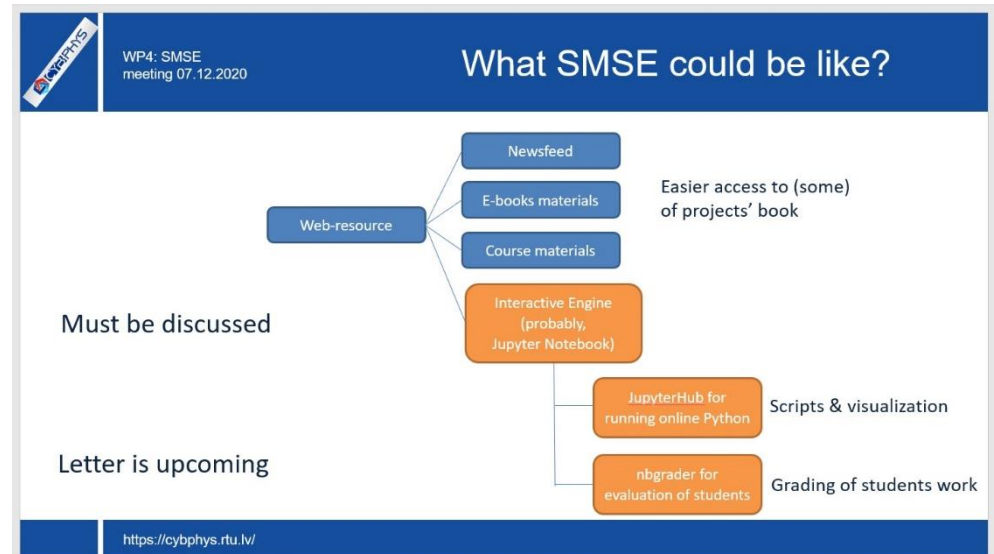 CYBPHYS
WP4: SMSE
meeting 07.12.2020
What SMSE could be like?
Newsfeed
E-books materials
Easier access to (some)
of projects' book
Web-resource
Course materials
Interactive Engine
(probably,
Jupyter Notebook)
Must be discussed
JupyterHub for
running online Python
Scripts & visualization
Letter is upcoming
nbgrader for
evaluation of students
Grading of students work
https://cybphys.rtu.lv/